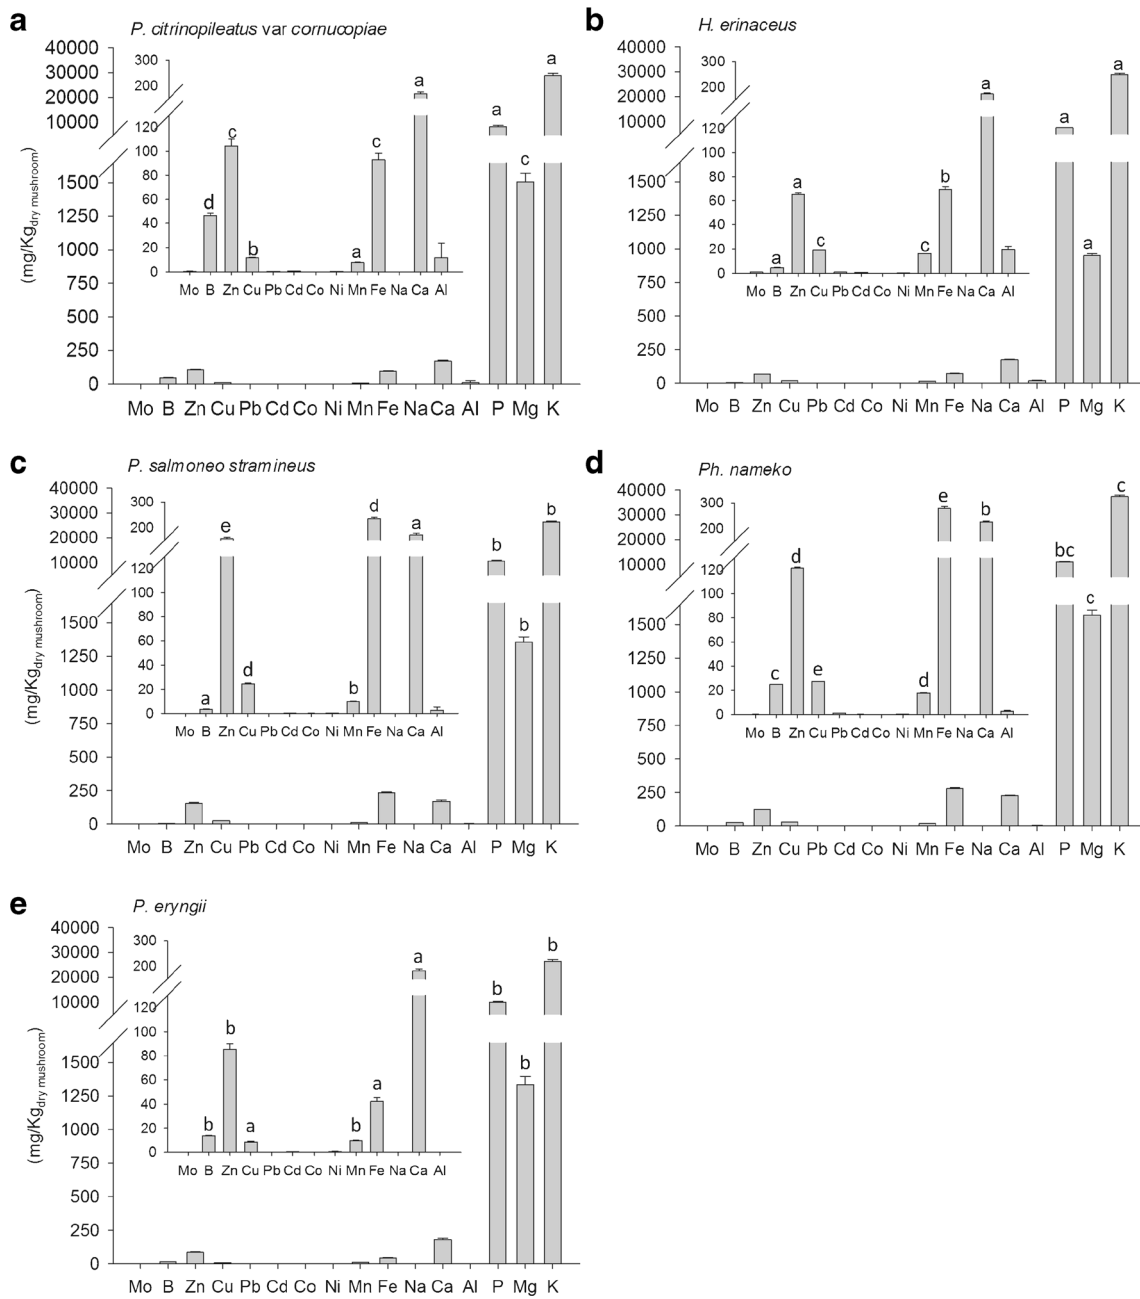 a
P. citrinopileatus var cornucopiae
40000
30000
20000
10000
1500
1250
1000
750
500
250
0
(mg/Kg dry mushroom)
300
200
120
100
80
60
40
20
0
d
c
b
a
c
a
Mo B Zn Cu Pb Cd Co Ni Mn Fe Na Ca Al
a
c
a
Mo B Zn Cu Pb Cd Co Ni Mn Fe Na Ca Al P Mg K
b
H. erinaceus
40000
30000
20000
10000
1500
1250
1000
750
500
250
0
300
200
120
100
80
60
40
20
0
a
a
c
c
b
a
Mo B Zn Cu Pb Cd Co Ni Mn Fe Na Ca Al
a
a
a
Mo B Zn Cu Pb Cd Co Ni Mn Fe Na Ca Al P Mg K
c
P. salmoneo stramineus
40000
30000
20000
10000
1500
1250
1000
750
500
250
0
(mg/Kg dry mushroom)
300
200
120
100
80
60
40
20
0
a
e
d
b
d
a
Mo B Zn Cu Pb Cd Co Ni Mn Fe Na Ca Al
b
b
b
Mo B Zn Cu Pb Cd Co Ni Mn Fe Na Ca Al P Mg K
d
Ph. nameko
40000
30000
20000
10000
1500
1250
1000
750
500
250
0
300
200
120
100
80
60
40
20
0
c
d
e
d
e
b
Mo B Zn Cu Pb Cd Co Ni Mn Fe Na Ca Al
bc
c
c
Mo B Zn Cu Pb Cd Co Ni Mn Fe Na Ca Al P Mg K
e
P. eryngii
40000
30000
20000
10000
1500
1250
1000
750
500
250
0
(mg/Kg dry mushroom)
300
200
120
100
80
60
40
20
0
b
b
a
b
a
a
Mo B Zn Cu Pb Cd Co Ni Mn Fe Na Ca Al
b
b
b
Mo B Zn Cu Pb Cd Co Ni Mn Fe Na Ca Al P Mg K